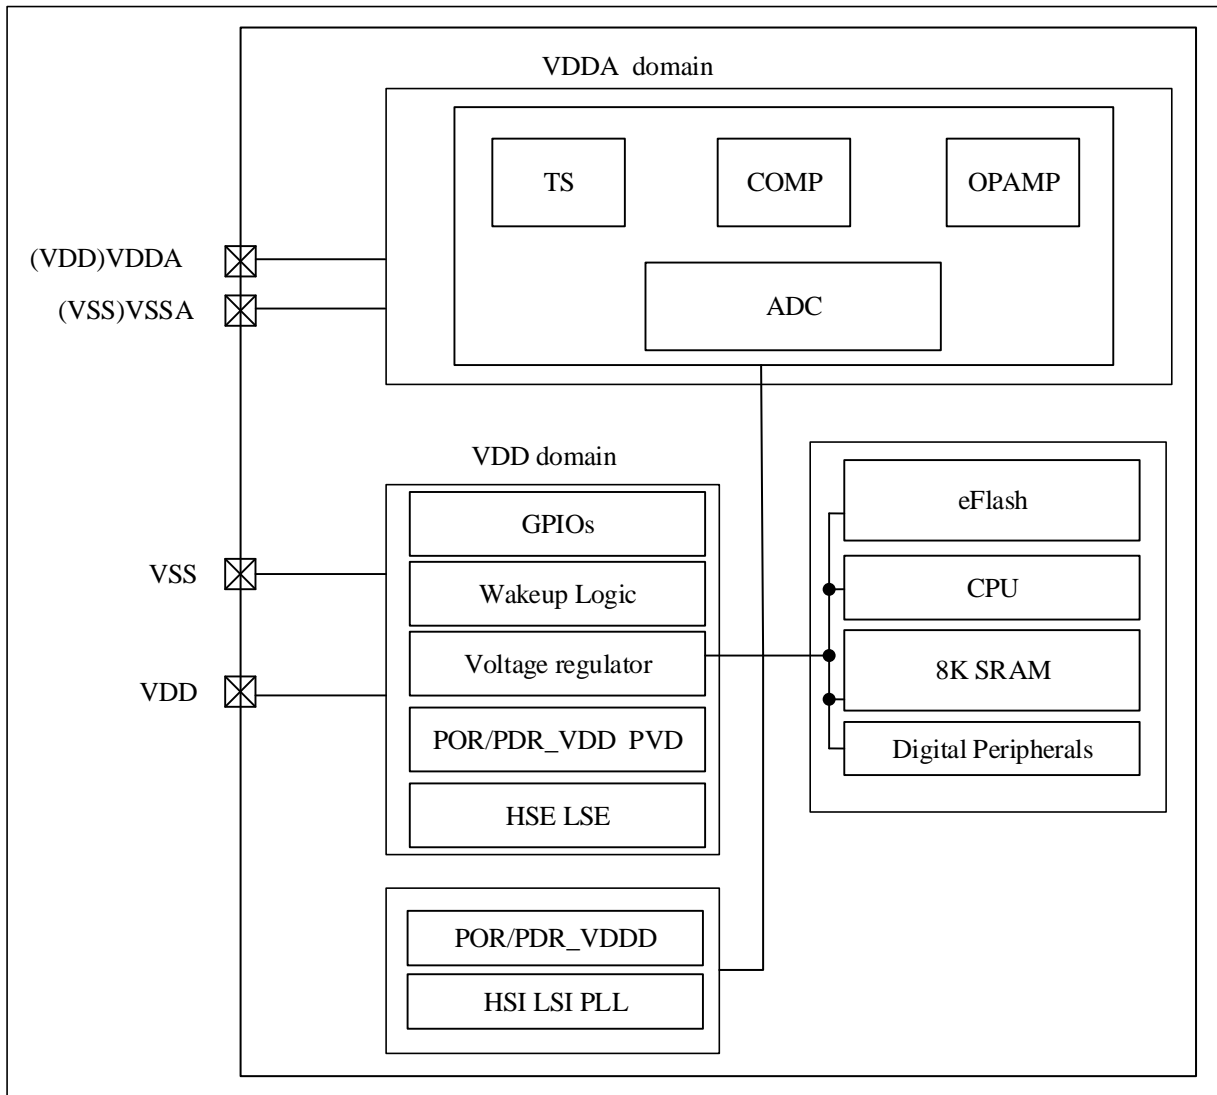 VDDA domain
TS
COMP
OPAMP
(VDD)VDDA
(VSS)VSSA
ADC
VDD domain
GPIOs
Wakeup Logic
Voltage regulator
POR/PDR_VDD PVD
HSE LSE
VSS
VDD
eFlash
CPU
8K SRAM
Digital Peripherals
POR/PDR_VDDD
HSI LSI PLL